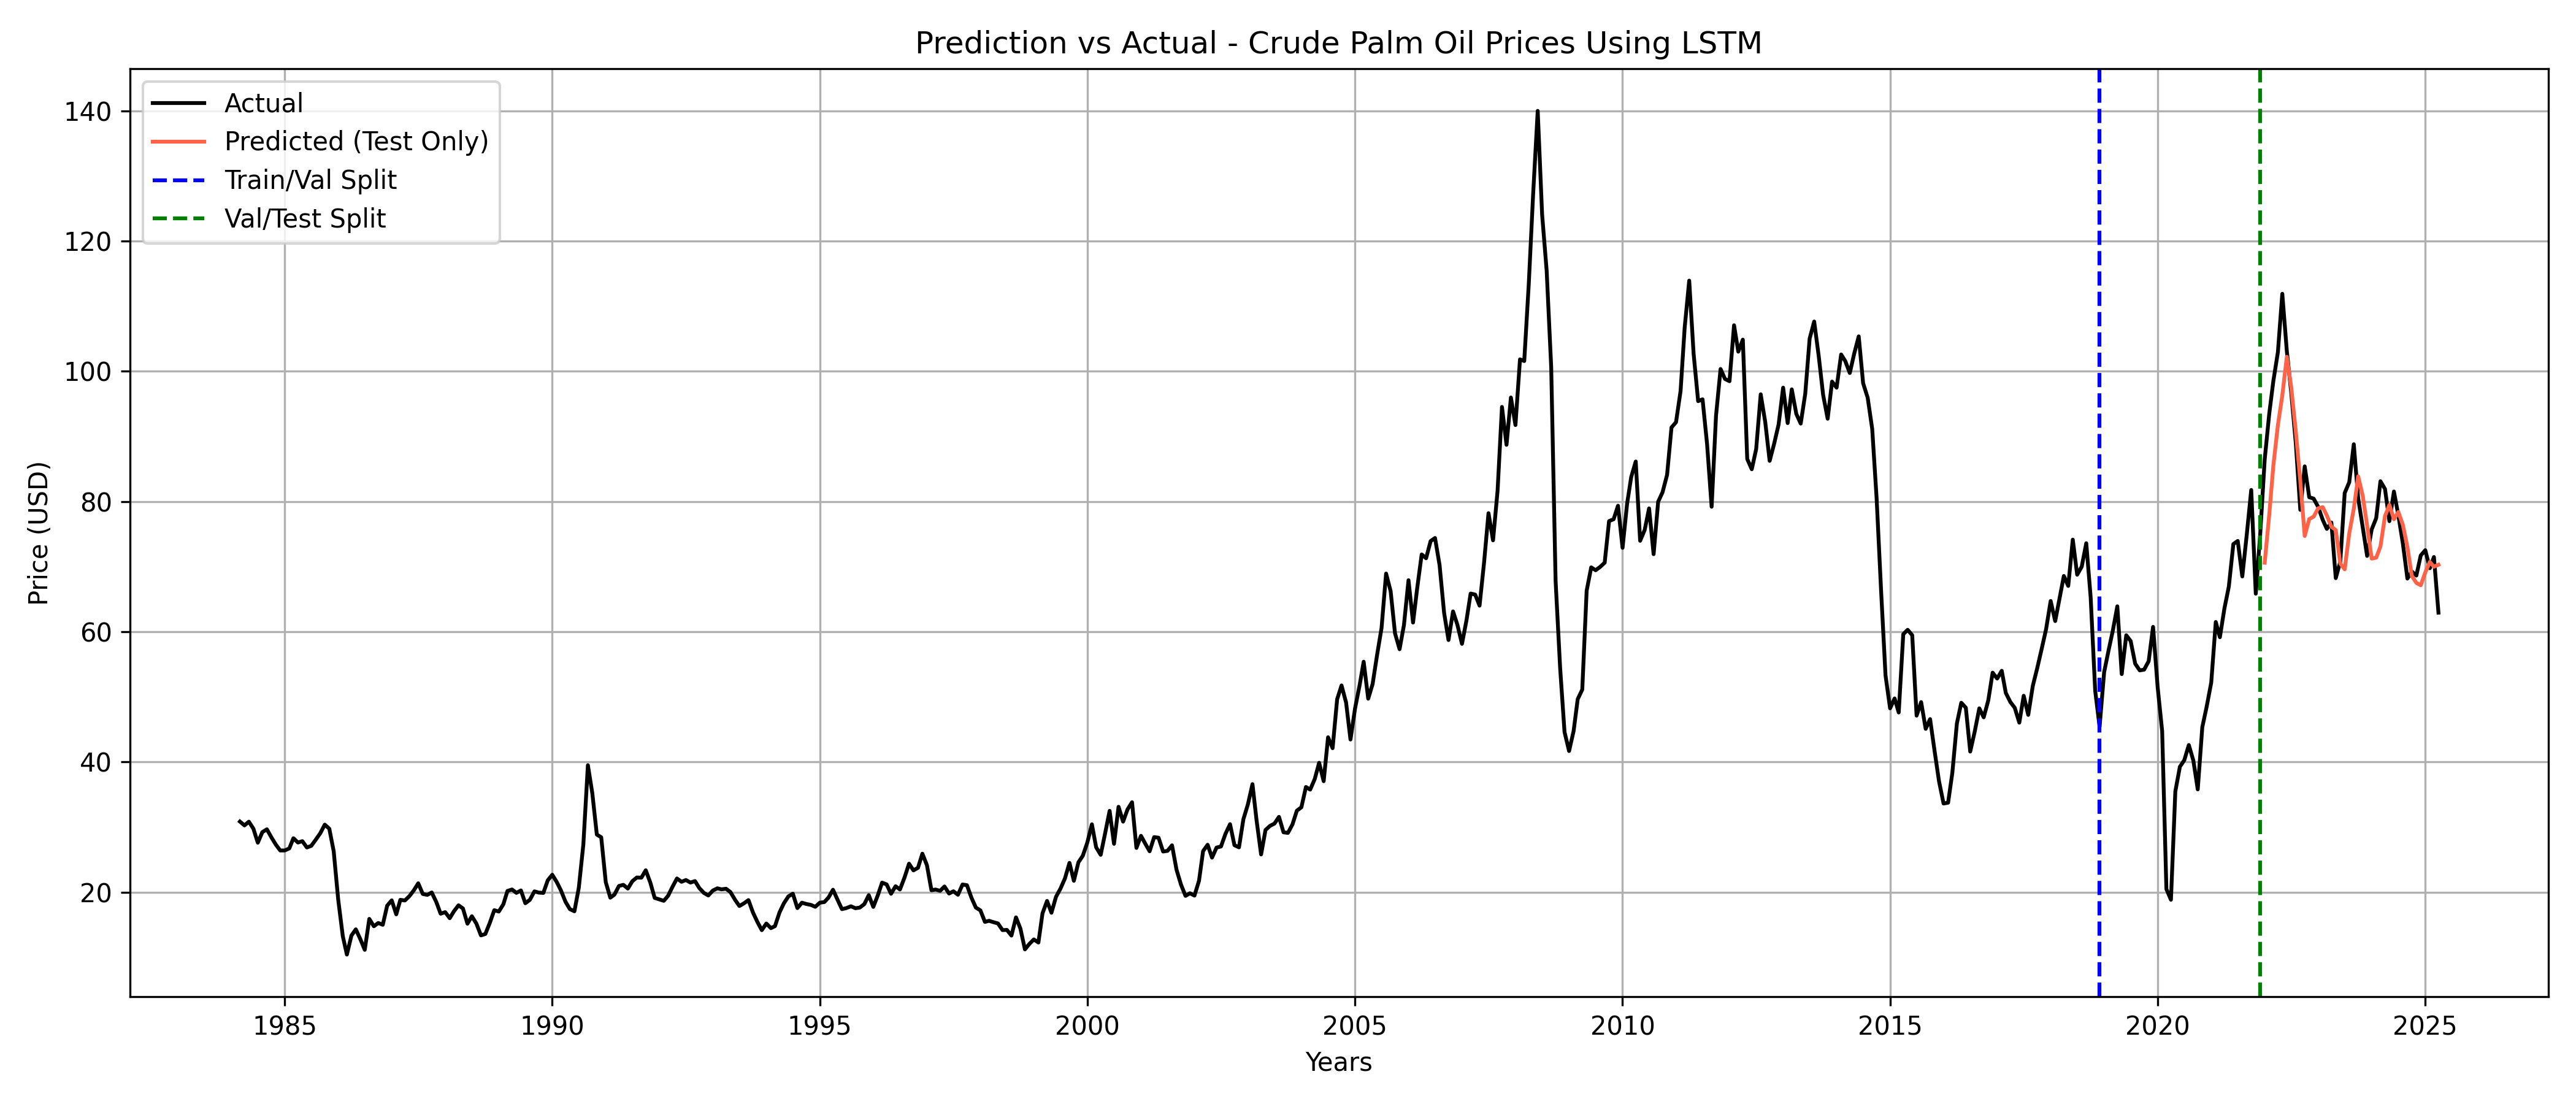 Prediction vs Actual - Crude Palm Oil Prices Using LSTM
Actual
Predicted (Test Only)
Train/Val Split
Val/Test Split
Price (USD)
140
120
100
80
60
40
20
1985 1990 1995 2000 2005 2010 2015 2020 2025
Years